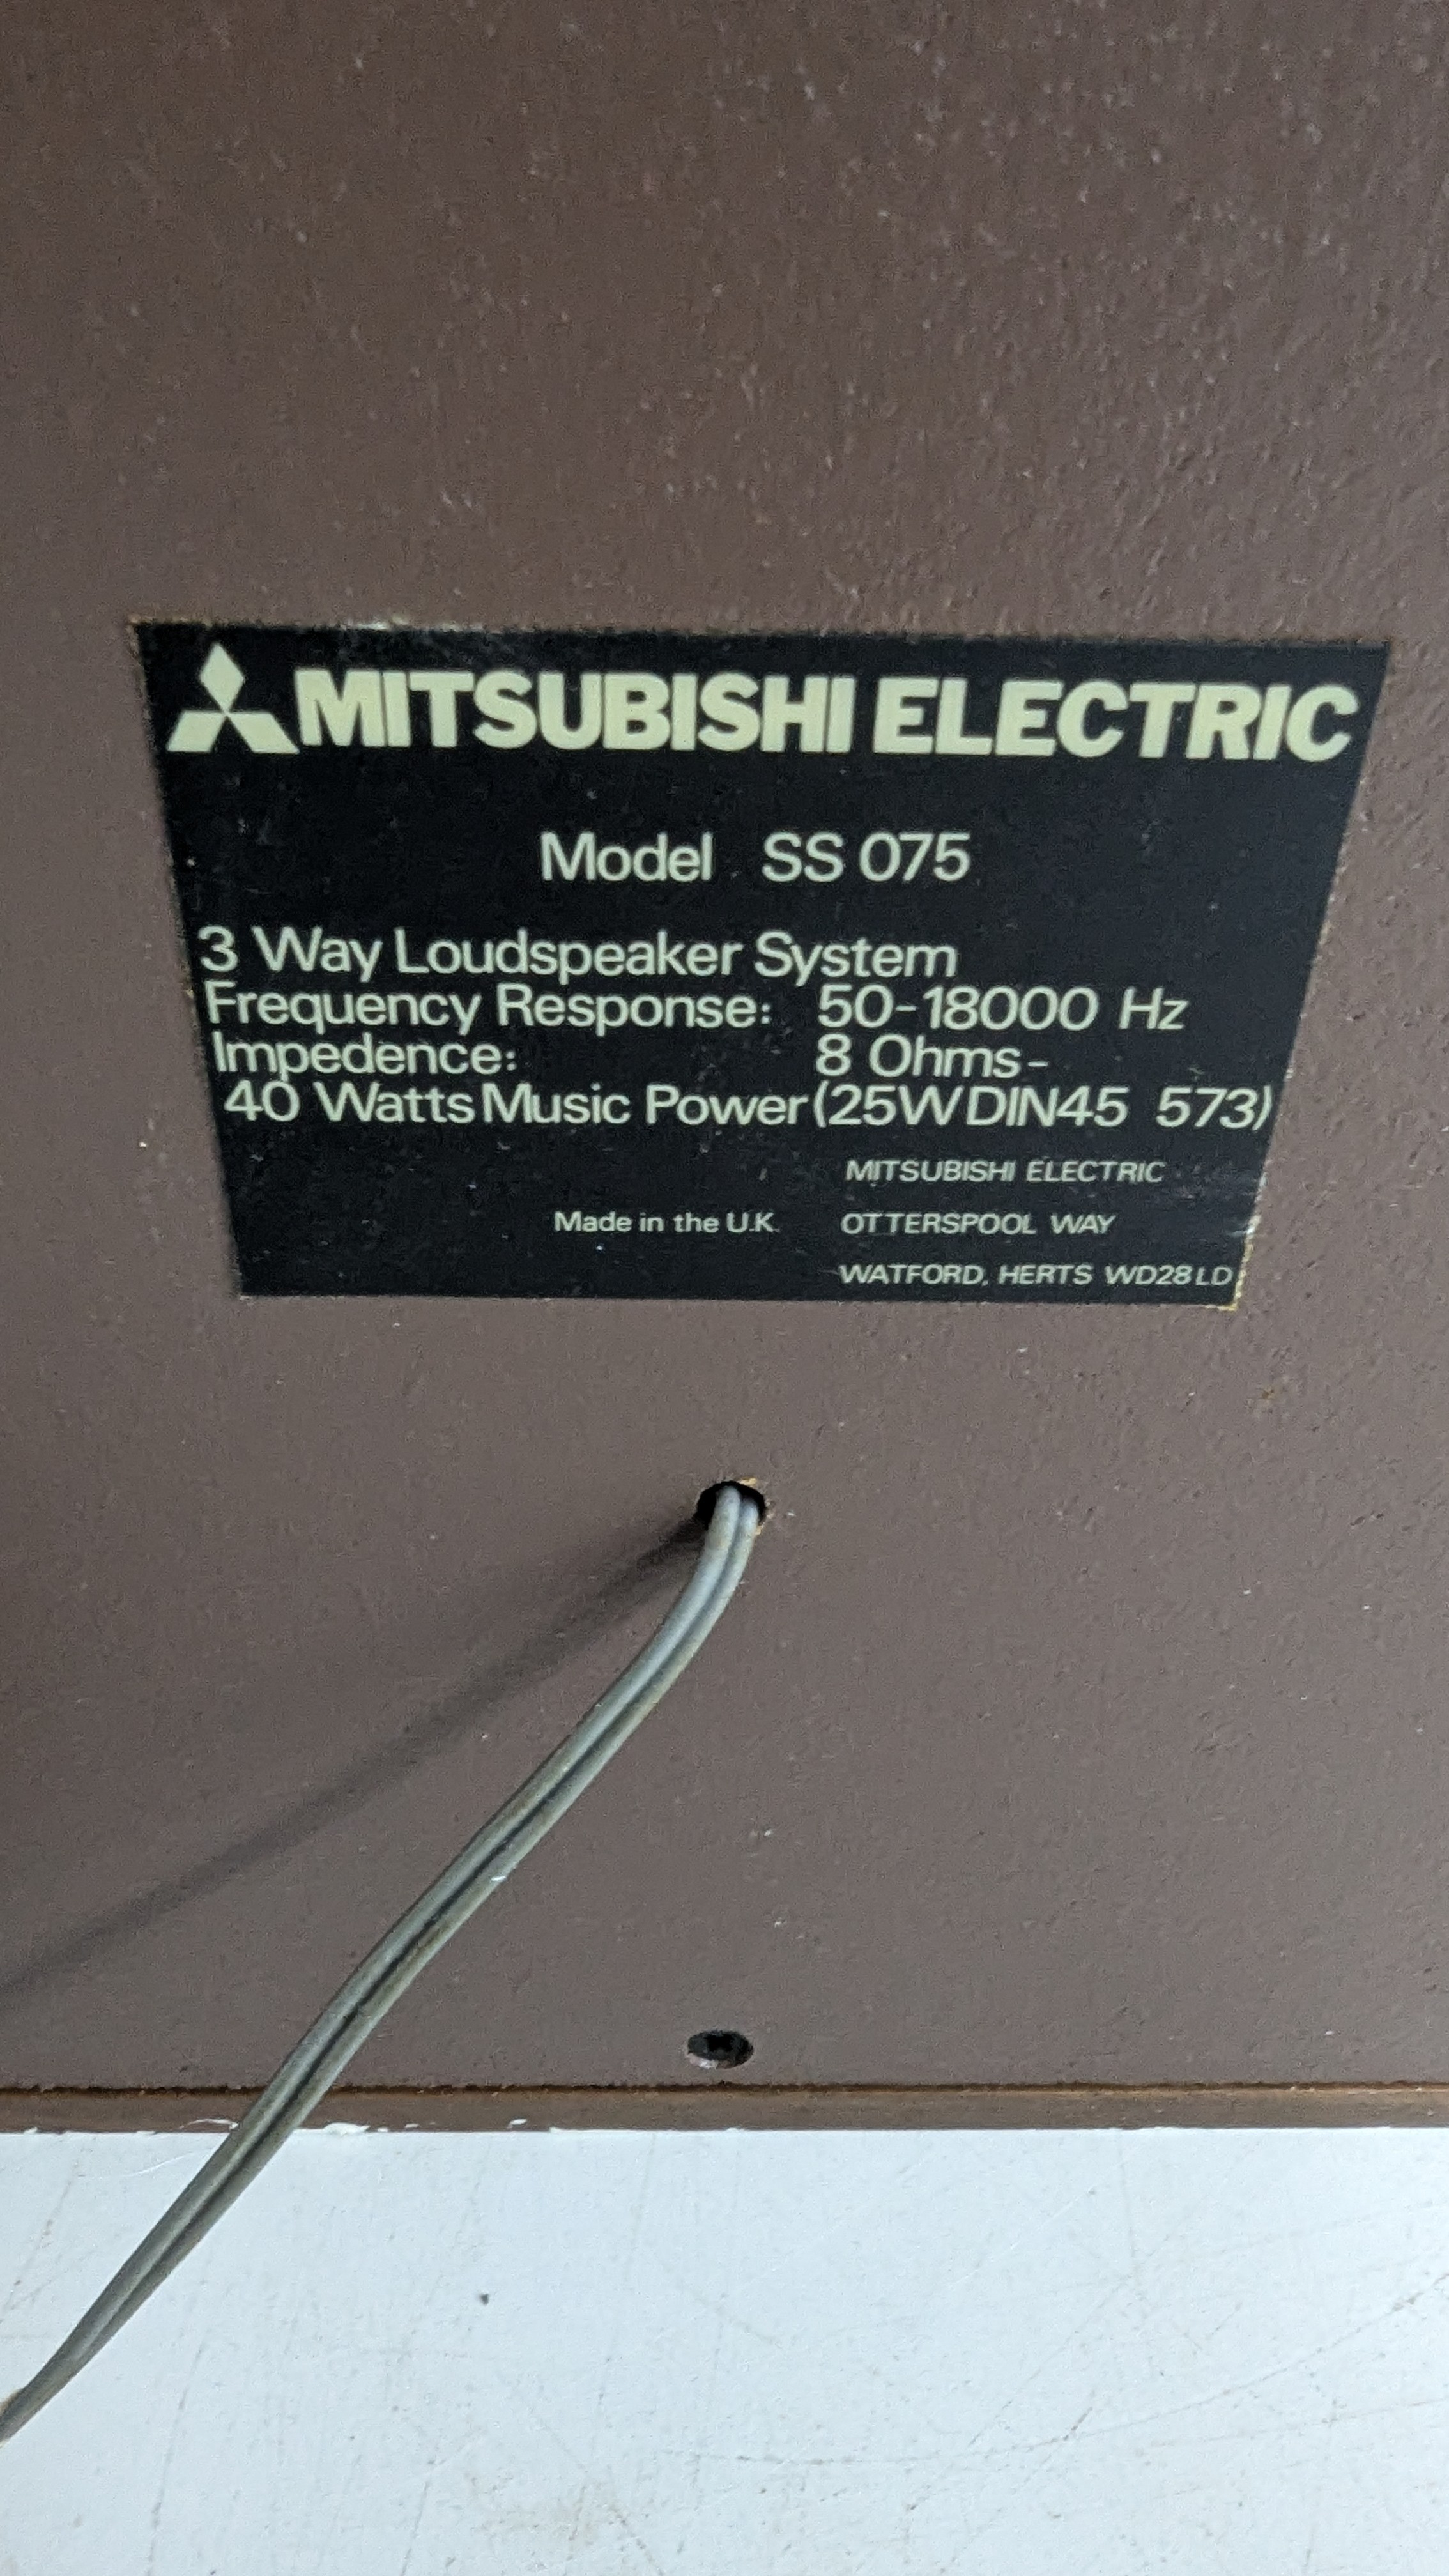 MITSUBISHI ELECTRIC
Model SS 075
3 Way Loudspeaker System
Frequency Response: 50-18000 Hz
Impedence: 8 Ohms-
40 Watts Music Power (25W DIN45 573)
MITSUBISHI ELECTRIC
Made in the U.K. OTTERSPOOL WAY
WATFORD, HERTS WD28LD